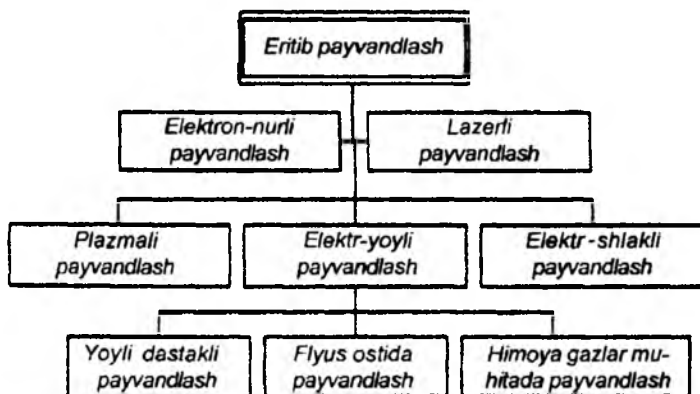 Eritib payvandlash
Elektron-nurli
payvandlash
Lazerli
payvandlash
Plazmali
payvandlash
Elektr-yoyli
payvandlash
Elektr-shlakli
payvandlash
Yoyli dastakli
payvandlash
Flyus ostida
payvandlash
Himoya gazlar mu-
hitada payvandlash